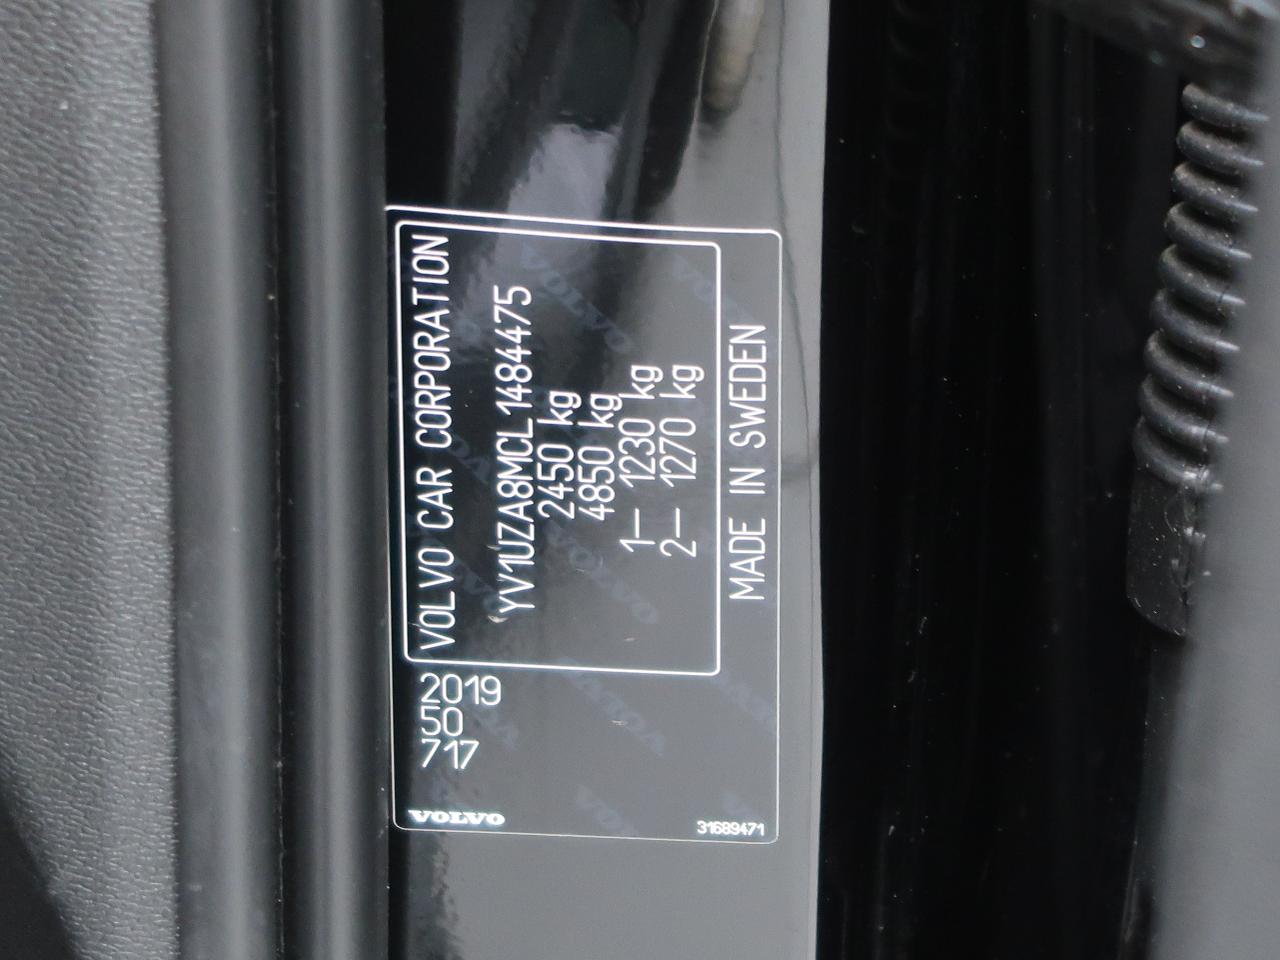 VOLVO CAR CORPORATION
YV1UZA8MCL1484475
2450 kg
4850 kg
1— 1230 kg
2— 1270 kg
MADE IN SWEDEN
2019
50
717
VOLVO
31689471